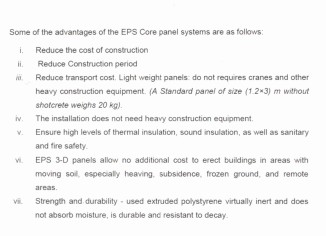 Some of the advantages of the EPS Core panel systems are as follows:
i. Reduce the cost of construction
ii. Reduce Construction period
iii. Reduce transport cost. Light weight panels: do not requires cranes and other
heavy construction equipment. (A Standard panel of size (1.2×3) m without
shotcrete weighs 20 kg).
iv. The installation does not need heavy construction equipment.
v. Ensure high levels of thermal insulation, sound insulation, as well as sanitary
and fire safety.
vi. EPS 3-D panels allow no additional cost to erect buildings in areas with
moving soil, especially heaving, subsidence, frozen ground, and remote
areas.
vii. Strength and durability - used extruded polystyrene virtually inert and does
not absorb moisture, is durable and resistant to decay.